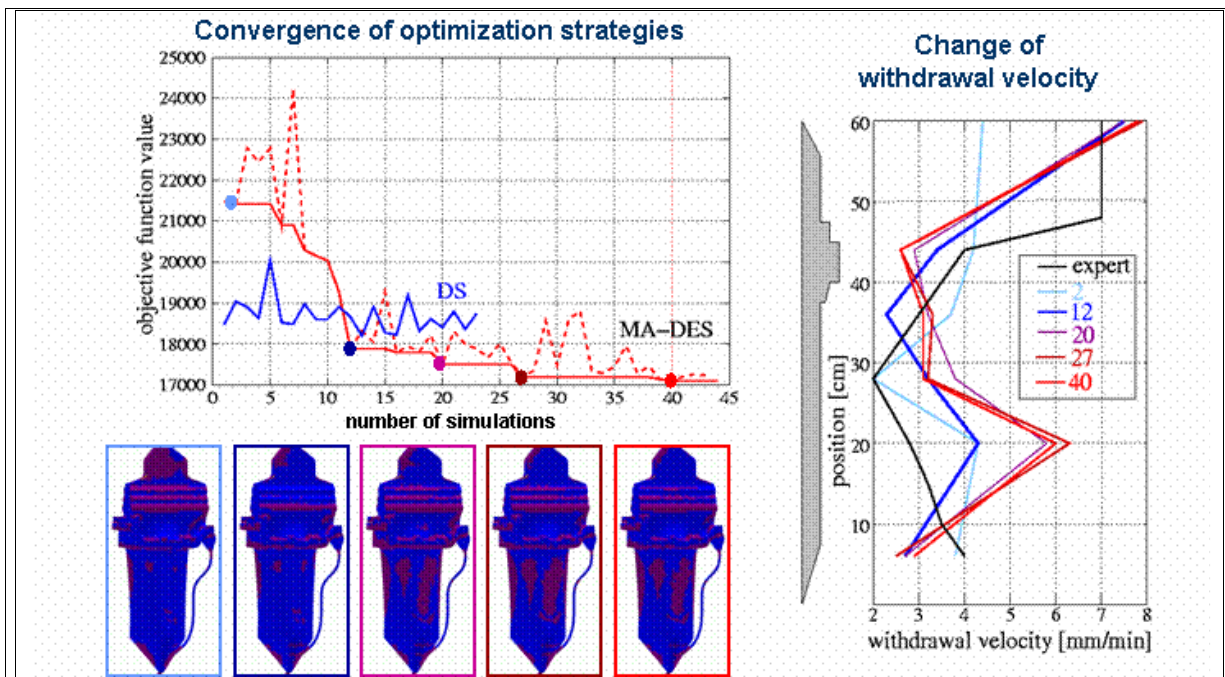 Convergence of optimization strategies
25000
24000
23000
22000
21000
20000
19000
18000
17000
objective function value
0 5 10 15 20 25 30 35 40 45
number of simulations
DS
MA-DES
Change of
withdrawal velocity
60
50
40
30
20
10
position [cm]
expert
2
12
20
27
40
2 3 4 5 6 7 8
withdrawal velocity [mm/min]